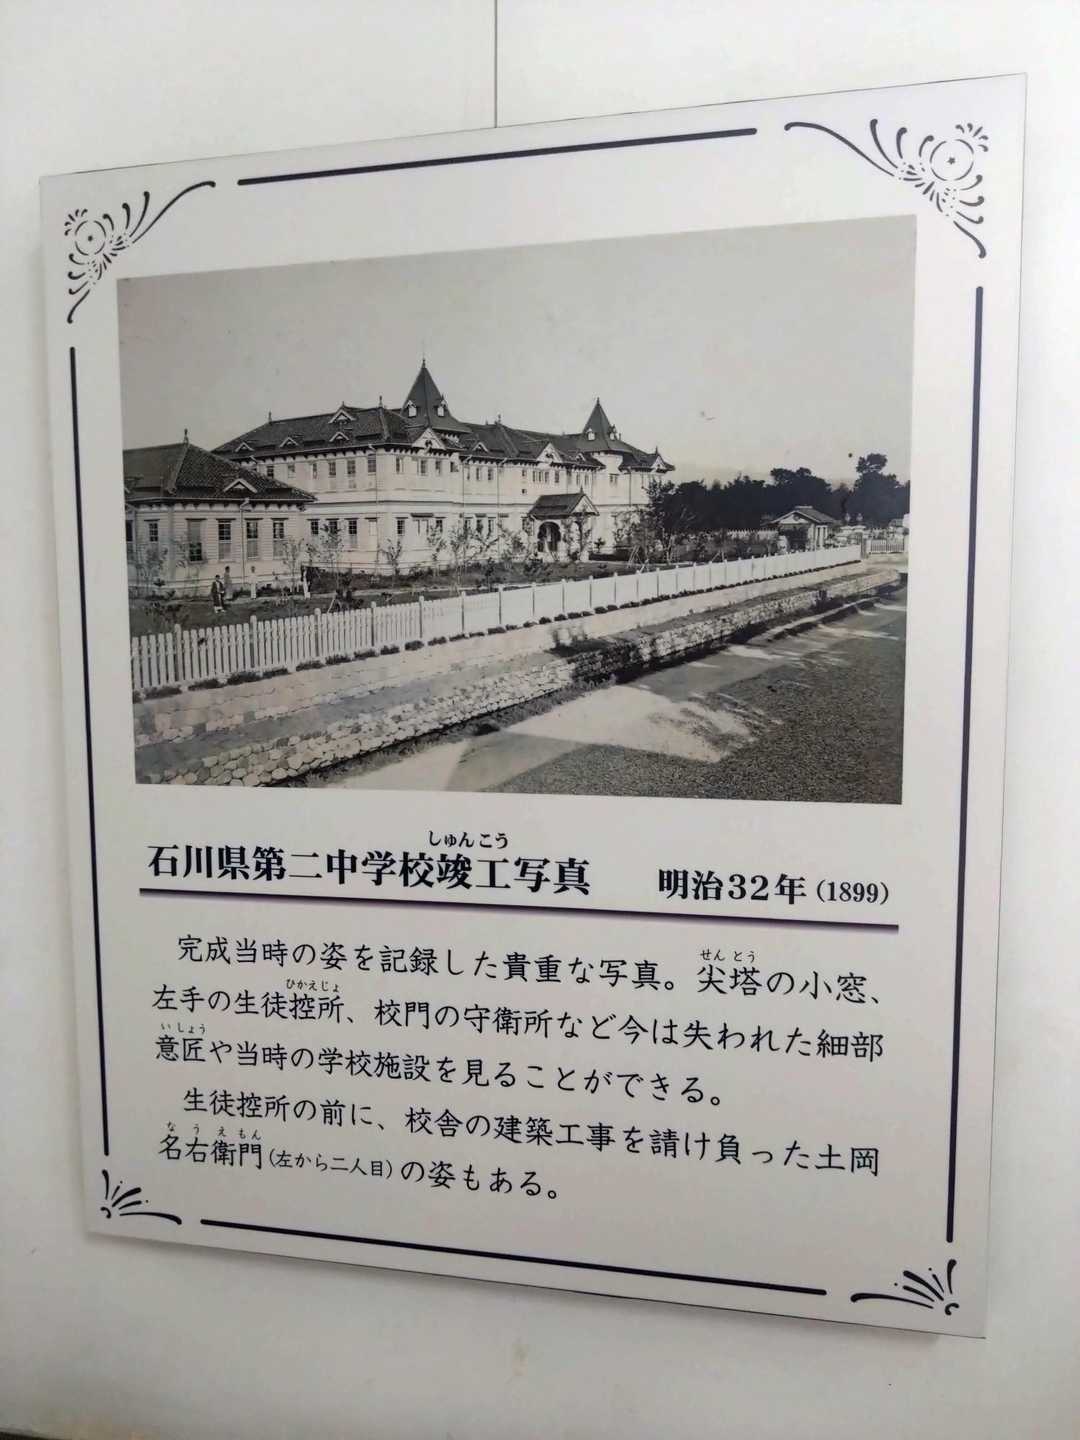 しゅんこう
石川県第二中学校竣工写真 明治32年（1899）
せんとう
完成当時の姿を記録した貴重な写真。尖塔の小窓、
ひかえじょ
左手の生徒控所、校門の守衛所など今は失われた細部
いしょう
意匠や当時の学校施設を見ることができる。
生徒控所の前に、校舎の建築工事を請け負った土岡
なうえもん
名右衛門（左から二人目）の姿もある。